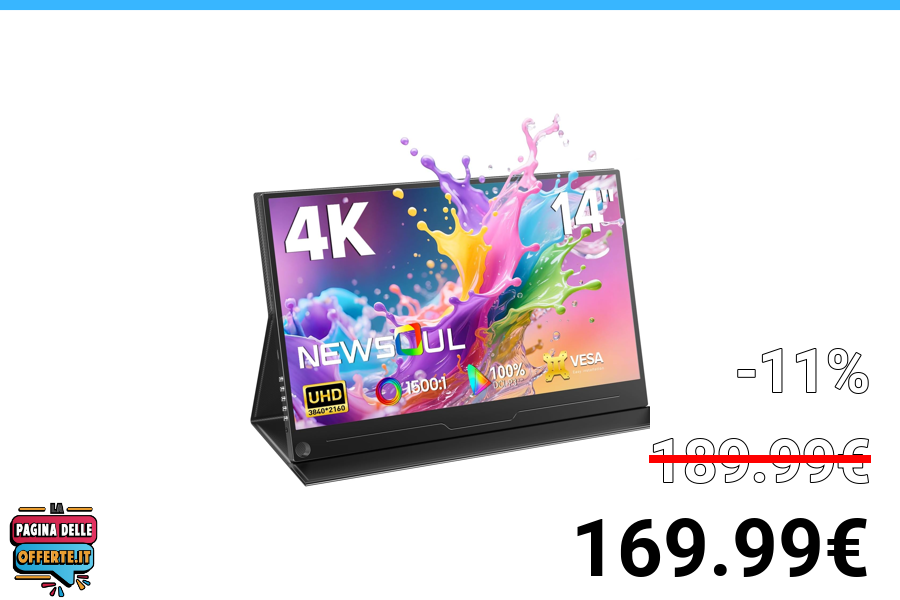 4K
14"
NEWSOUL
UHD
3840*2160
1500:1
100%
VESA
-11%
189.99€
169.99€
LA
PAGINA DELLE
OFFERTE.IT